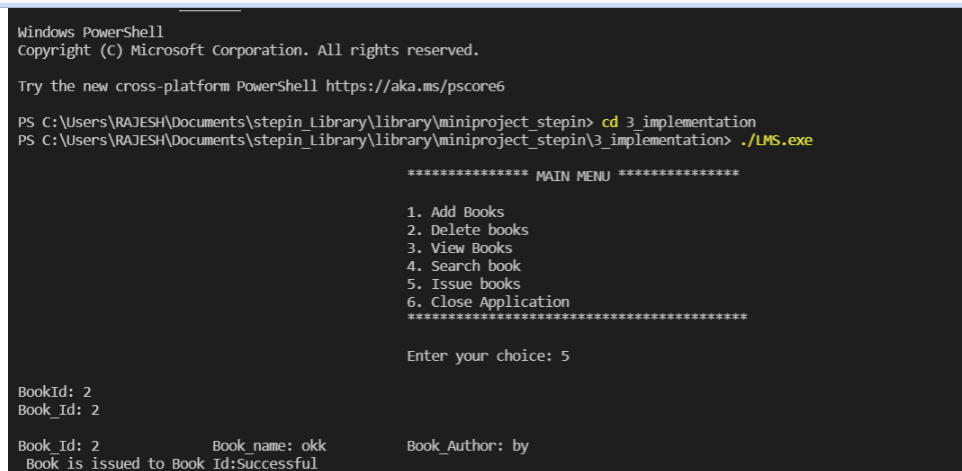 Windows PowerShell
Copyright (C) Microsoft Corporation. All rights reserved.
Try the new cross-platform PowerShell https://aka.ms/pscore6
PS C:\Users\RAJESH\Documents\stepin_Library\library\miniproject_stepin> cd 3_implementation
PS C:\Users\RAJESH\Documents\stepin_Library\library\miniproject_stepin\3_implementation> ./LMS.exe
*************** MAIN MENU ***************
1. Add Books
2. Delete books
3. View Books
4. Search book
5. Issue books
6. Close Application
******************************************
Enter your choice: 5
BookId: 2
Book_Id: 2
Book_Id: 2 Book_name: okk Book_Author: by
Book is issued to Book Id:Successful